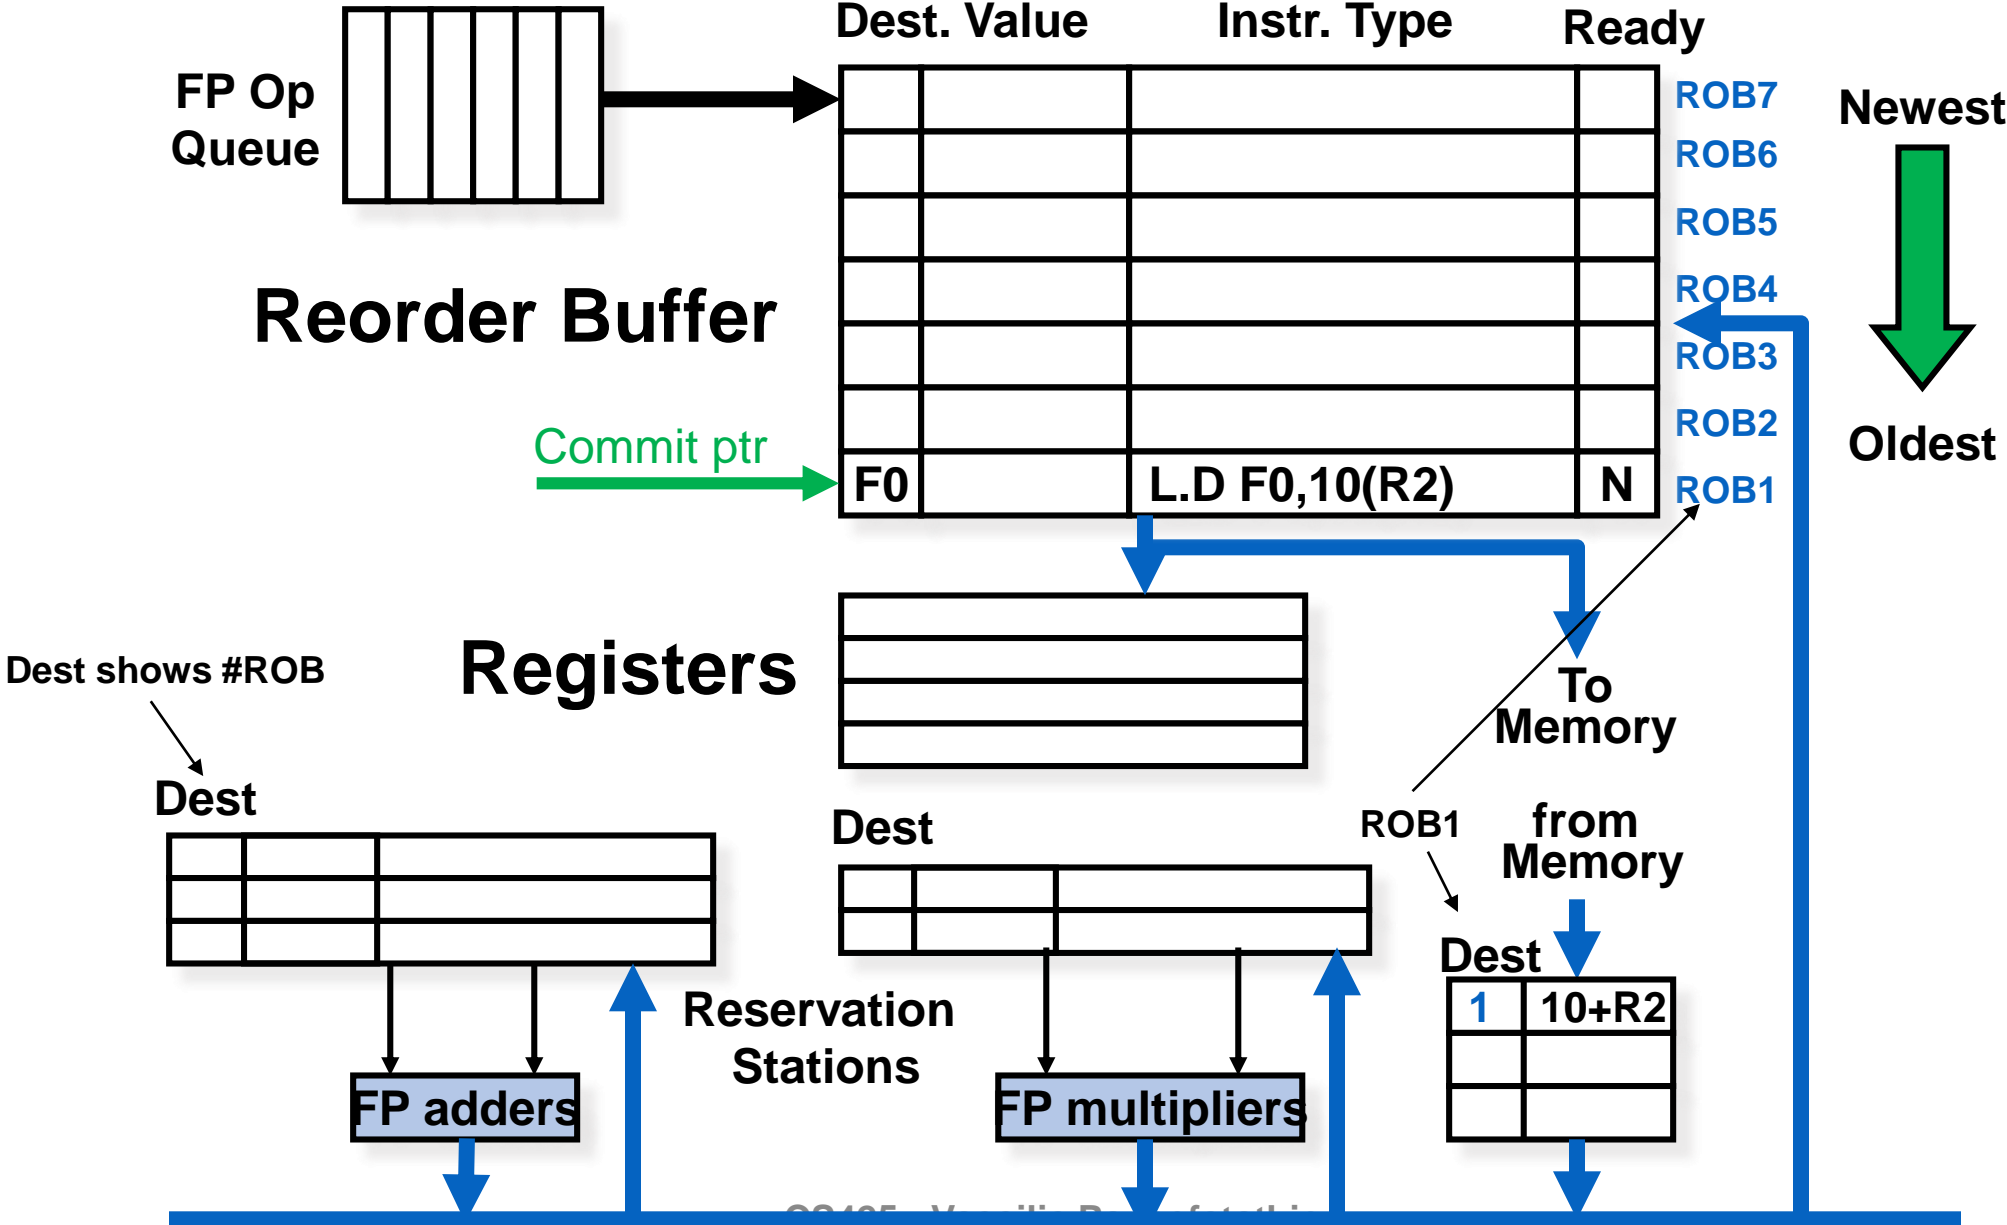 Dest. Value Instr. Type Ready
FP Op
Queue
ROB7
Newest
ROB6
ROB5
Reorder Buffer
ROB4
ROB3
ROB2
Commit ptr
Oldest
F0 L.D F0,10(R2) N ROB1
Registers
Dest shows #ROB
To
Memory
Dest
Dest
ROB1
from
Memory
Dest
1 10+R2
Reservation
Stations
FP adders
FP multipliers